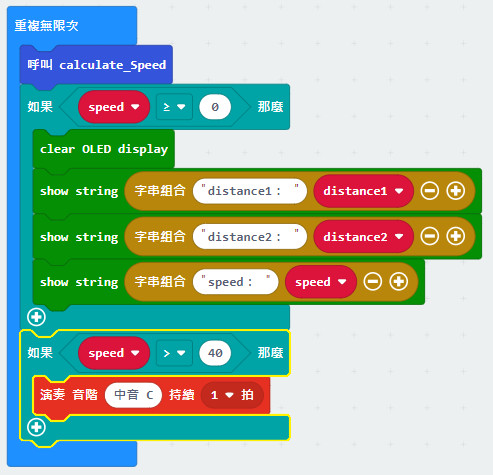 重複無限次
呼叫 calculate_Speed
如果 speed ≥ 0 那麼
clear OLED display
show string 字串組合 "distance1： " distance1
show string 字串組合 "distance2： " distance2
show string 字串組合 "speed： " speed
如果 speed > 40 那麼
演奏 音階 中音 C 持續 1 拍